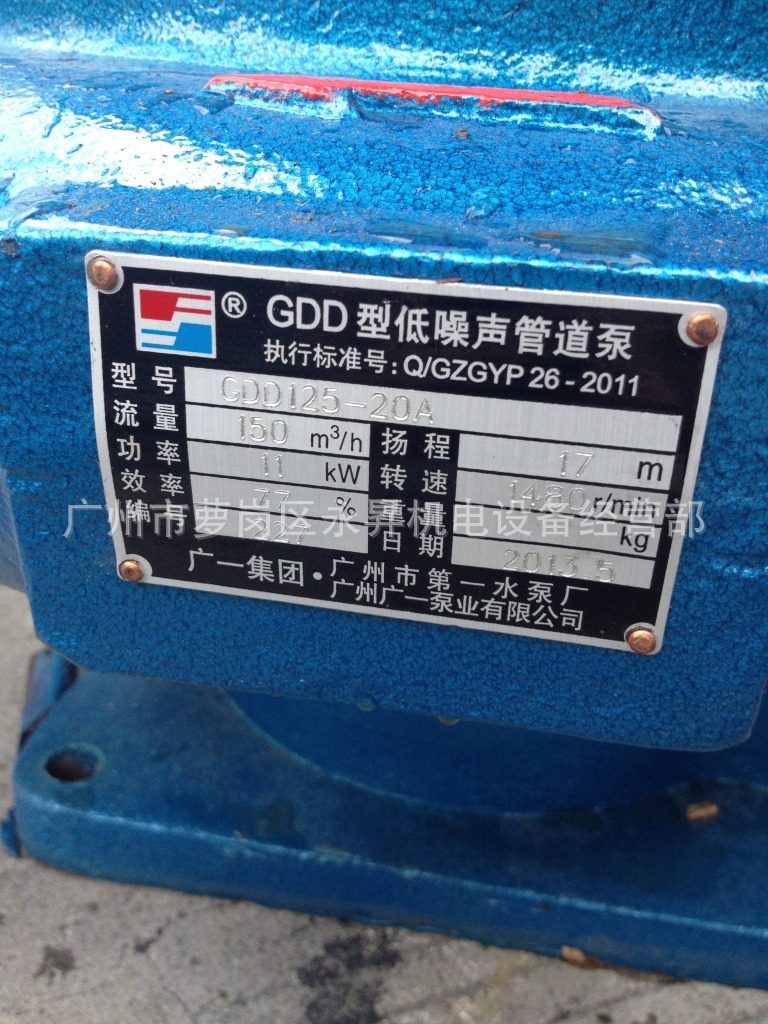 ® GDD型低噪声管道泵
执行标准号: Q/GZGYP 26-2011
型号 GDD125-20A
流量 150 m³/h 扬程 17 m
功率 11 kW 转速 1480 r/min
效率 77 % 重量 kg
编号 227 日期 2013.5
广州市萝岗区永昇机电设备经营部
广一集团·广州市第一水泵厂
广州广一泵业有限公司